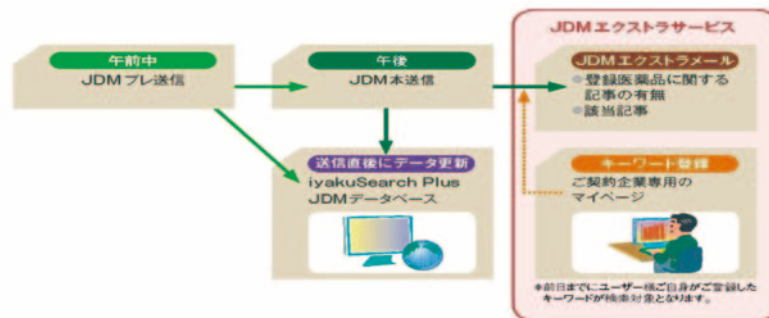 JDMエクストラサービス
午前中
JDMプレ送信
午後
JDM本送信
JDMエクストラメール
●登録医薬品に関する
記事の有無
●該当記事
送信直後にデータ更新
iyakuSearch Plus
JDMデータベース
キーワード登録
ご契約企業専用の
マイページ
*前日までにユーザー様ご自身がご登録した
キーワードが検索対象となります。